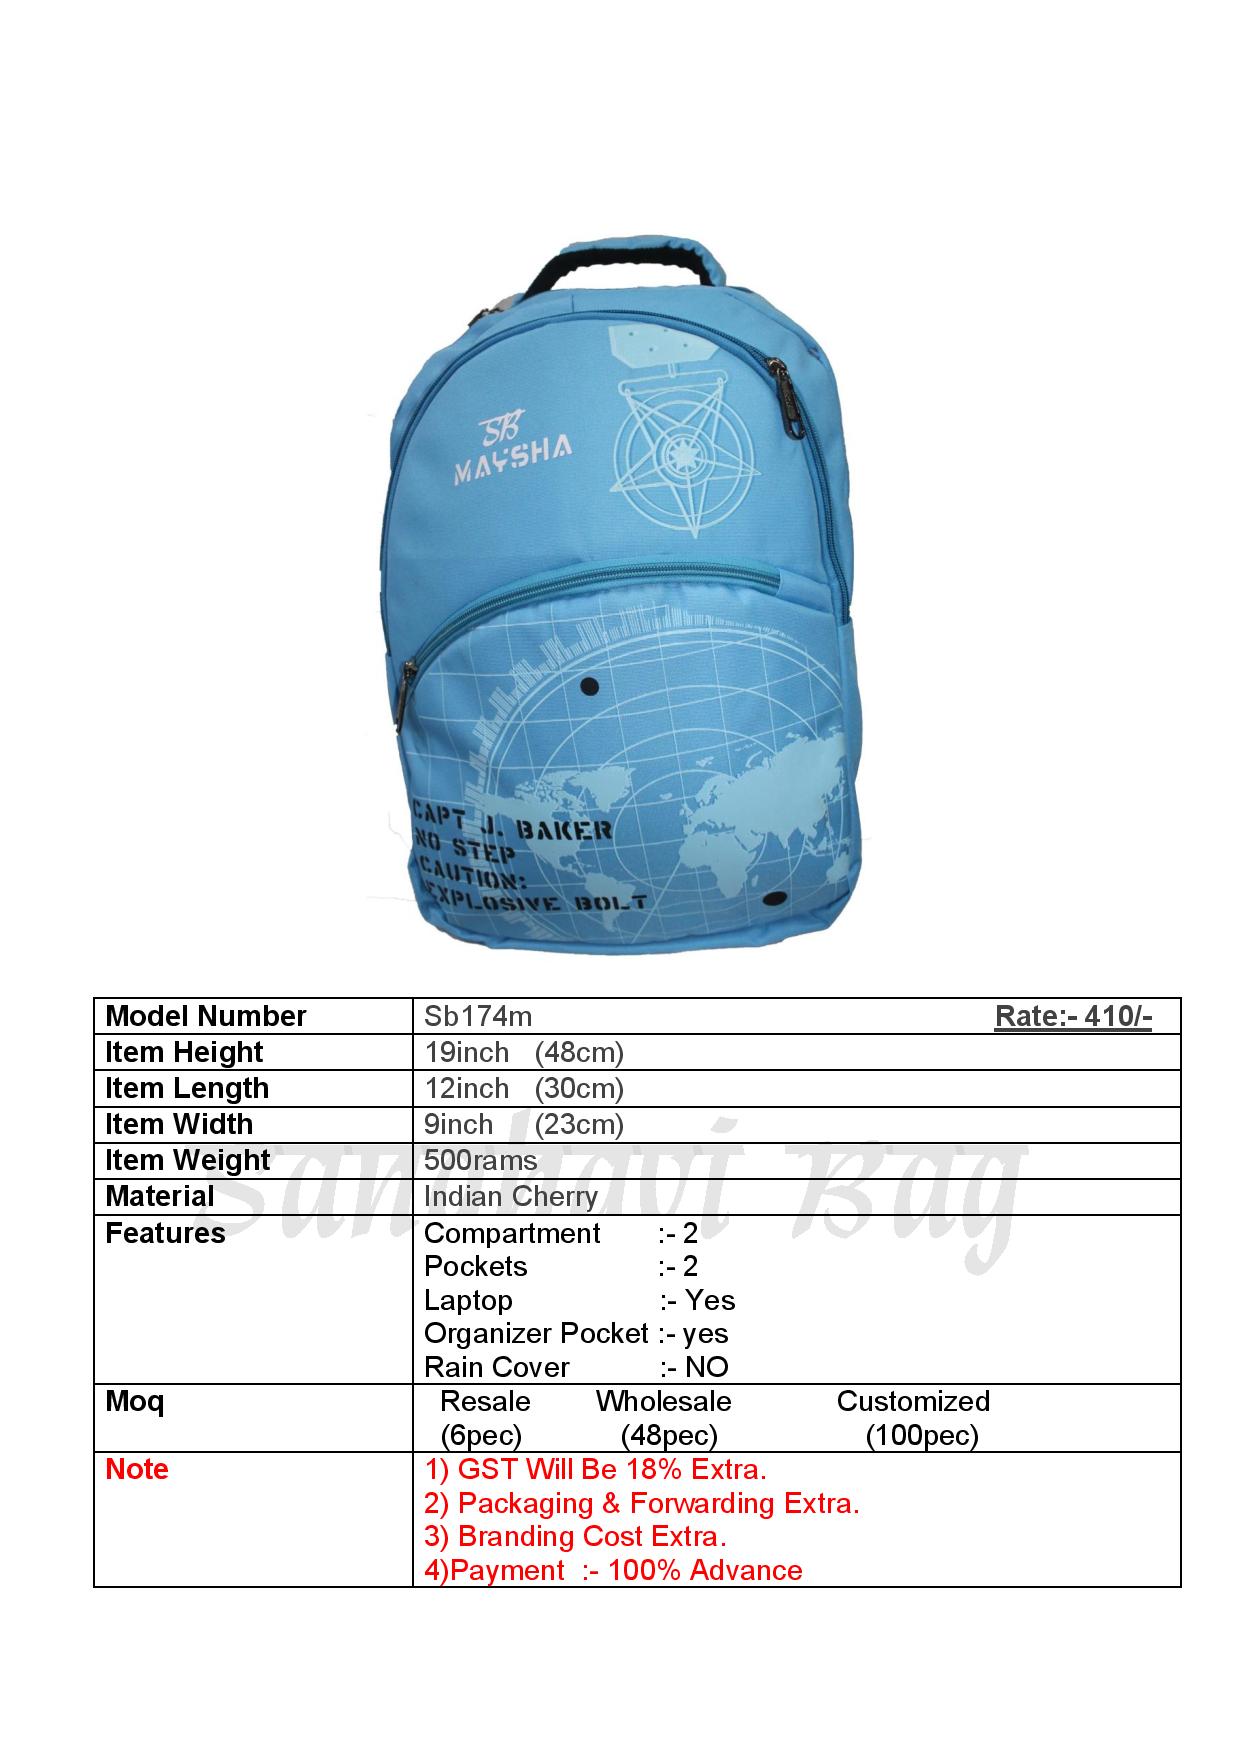 SB
MAYSHA
CAPT J. BAKER
NO STEP
CAUTION:
EXPLOSIVE BOLT
Model Number Sb174m Rate:- 410/-
Item Height 19inch (48cm)
Item Length 12inch (30cm)
Item Width 9inch (23cm)
Item Weight 500rams
Material Indian Cherry
Features Compartment :- 2
Pockets :- 2
Laptop :- Yes
Organizer Pocket :- yes
Rain Cover :- NO
Moq Resale Wholesale Customized
(6pec) (48pec) (100pec)
Note 1) GST Will Be 18% Extra.
2) Packaging & Forwarding Extra.
3) Branding Cost Extra.
4)Payment :- 100% Advance
Bag